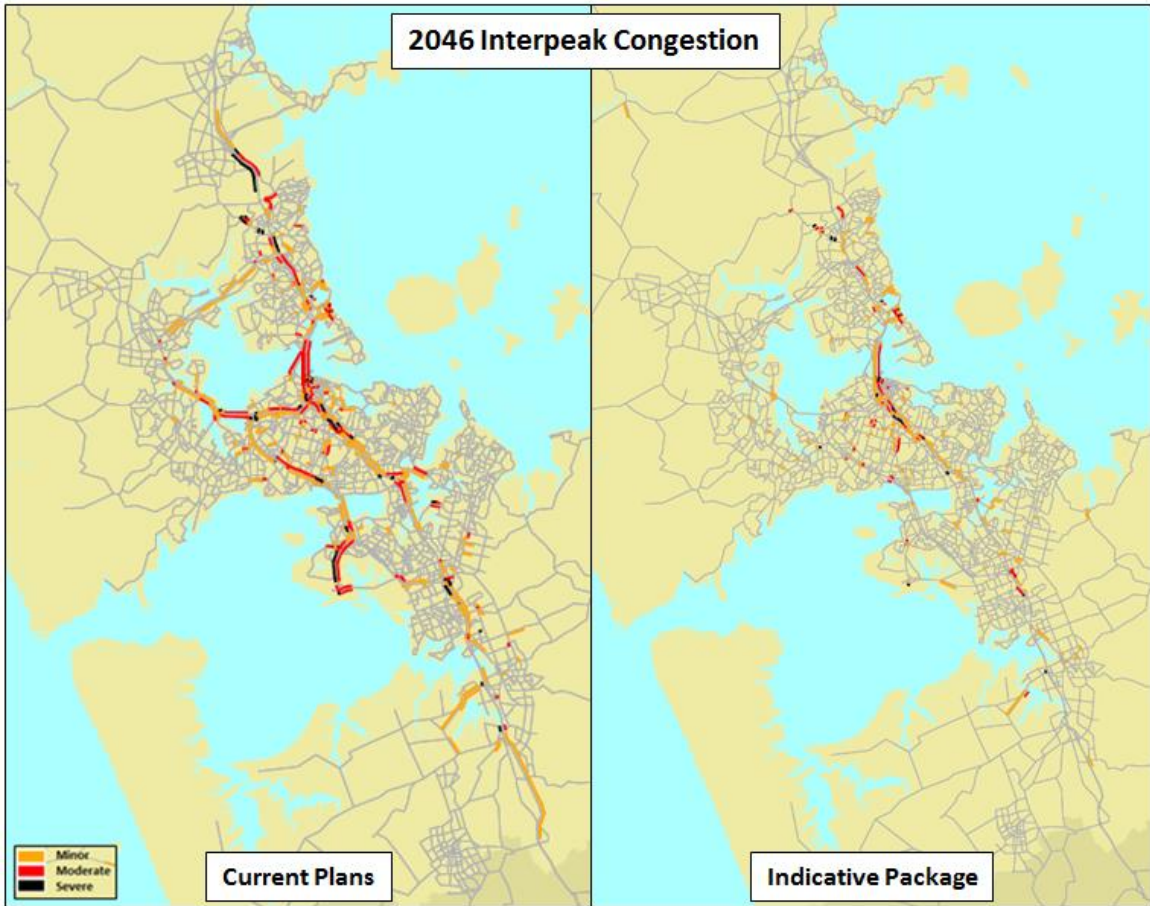 2046 Interpeak Congestion
Minor
Moderate
Severe
Current Plans
Indicative Package